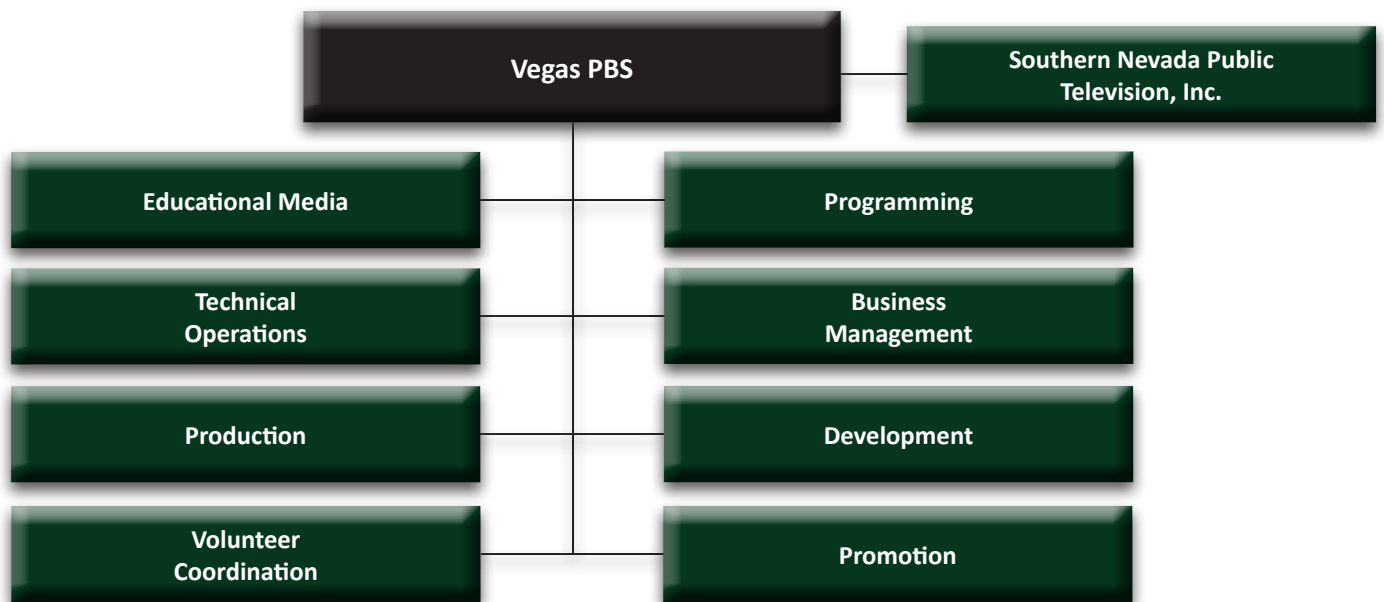 Vegas PBS
Southern Nevada Public
Television, Inc.
Educational Media
Programming
Technical
Operations
Business
Management
Production
Development
Volunteer
Coordination
Promotion